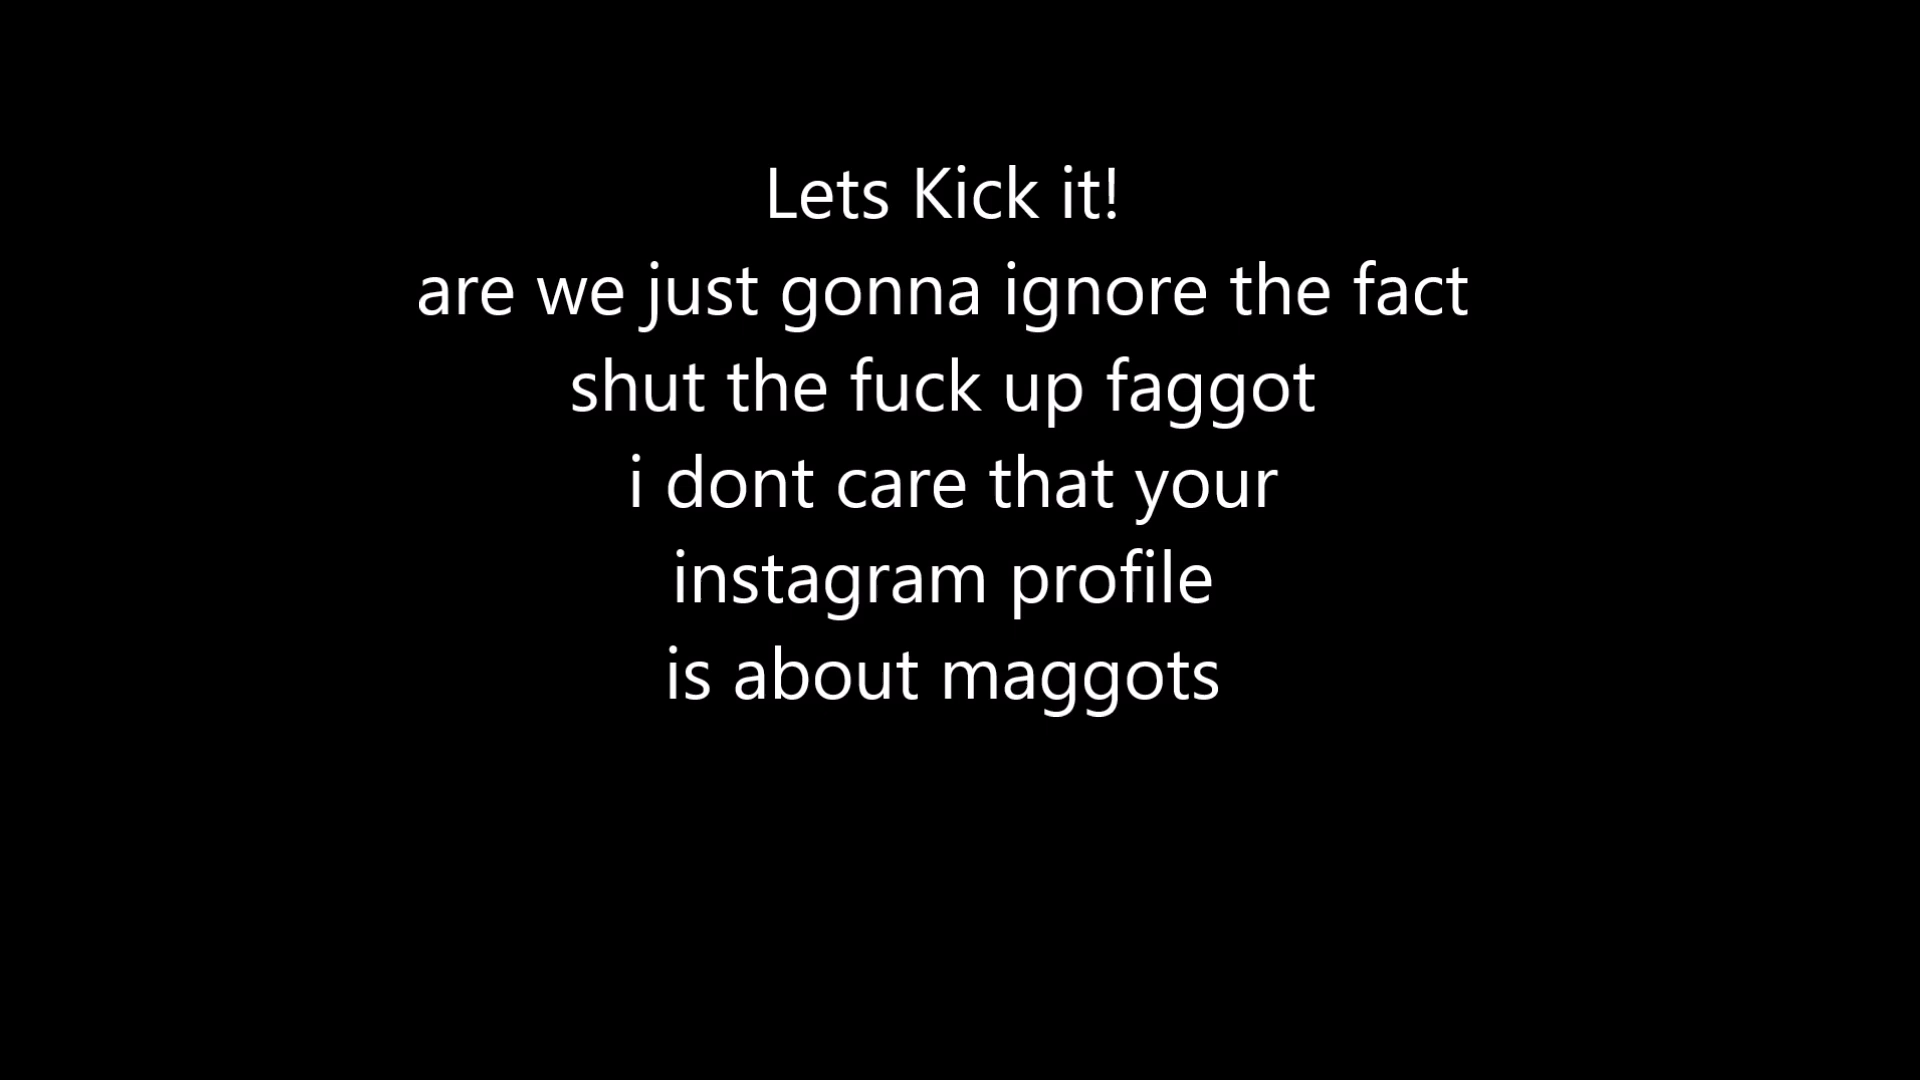 Lets Kick it!
are we just gonna ignore the fact
shut the fuck up faggot
i dont care that your
instagram profile
is about maggots